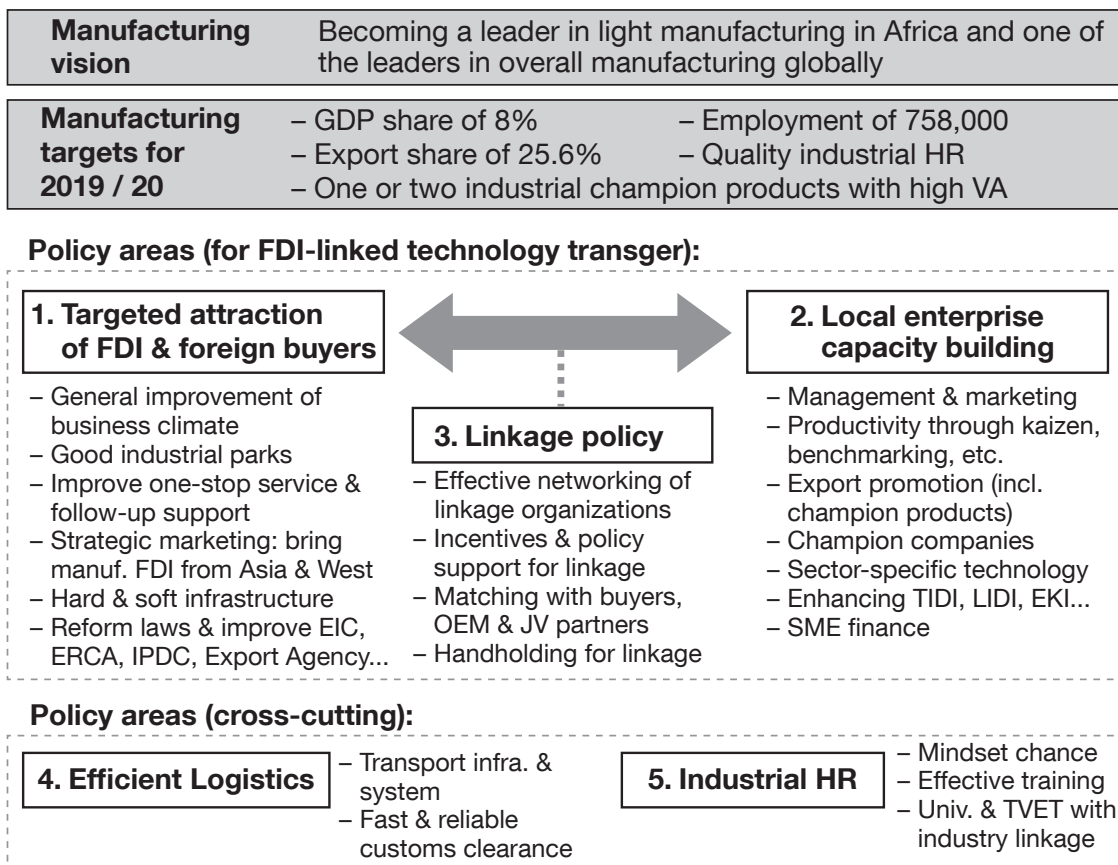 Manufacturing
vision
Becoming a leader in light manufacturing in Africa and one of
the leaders in overall manufacturing globally
Manufacturing
targets for
2019 / 20
– GDP share of 8%
– Employment of 758,000
– Export share of 25.6%
– Quality industrial HR
– One or two industrial champion products with high VA
Policy areas (for FDI-linked technology transger):
1. Targeted attraction
of FDI & foreign buyers
– General improvement of
business climate
– Good industrial parks
– Improve one-stop service &
follow-up support
– Strategic marketing: bring
manuf. FDI from Asia & West
– Hard & soft infrastructure
– Reform laws & improve EIC,
ERCA, IPDC, Export Agency...
3. Linkage policy
– Effective networking of
linkage organizations
– Incentives & policy
support for linkage
– Matching with buyers,
OEM & JV partners
– Handholding for linkage
2. Local enterprise
capacity building
– Management & marketing
– Productivity through kaizen,
benchmarking, etc.
– Export promotion (incl.
champion products)
– Champion companies
– Sector-specific technology
– Enhancing TIDI, LIDI, EKI...
– SME finance
Policy areas (cross-cutting):
4. Efficient Logistics
– Transport infra. &
system
– Fast & reliable
customs clearance
5. Industrial HR
– Mindset chance
– Effective training
– Univ. & TVET with
industry linkage